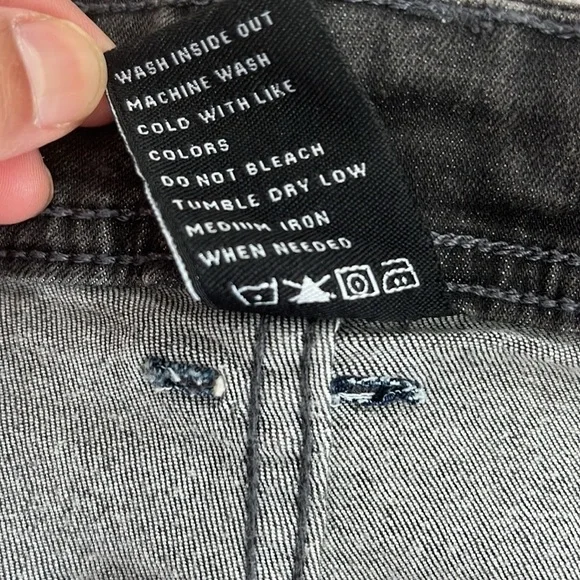 WASH INSIDE OUT
MACHINE WASH
COLD WITH LIKE
COLORS
DO NOT BLEACH
TUMBLE DRY LOW
MEDIUM IRON
WHEN NEEDED